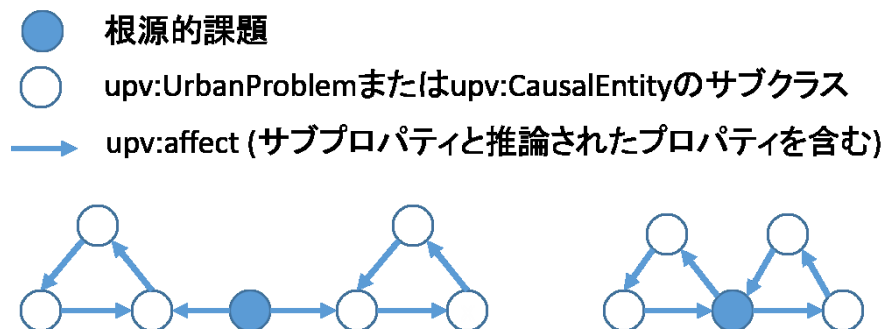 根源的課題
upv:UrbanProblemまたはupv:CausalEntityのサブクラス
upv:affect (サブプロパティと推論されたプロパティを含む)